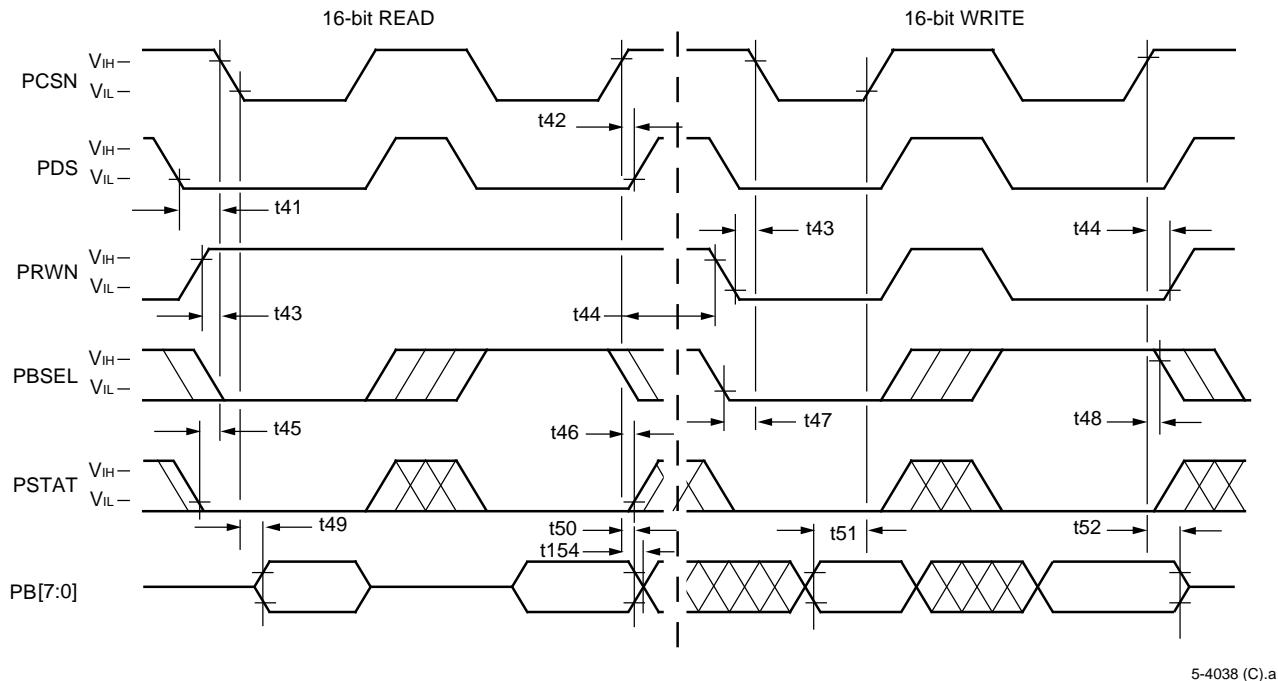 16-bit READ 16-bit WRITE
VIH
PCSN
VIL
t42
VIH
PDS
VIL
t41 t43 t44
VIH
PRWN
VIL
t43 t44
VIH
PBSEL
VIL
t45 t46 t47 t48
VIH
PSTAT
VIL
t49 t50 t51 t52
t154
PB[7:0]
5-4038 (C).a